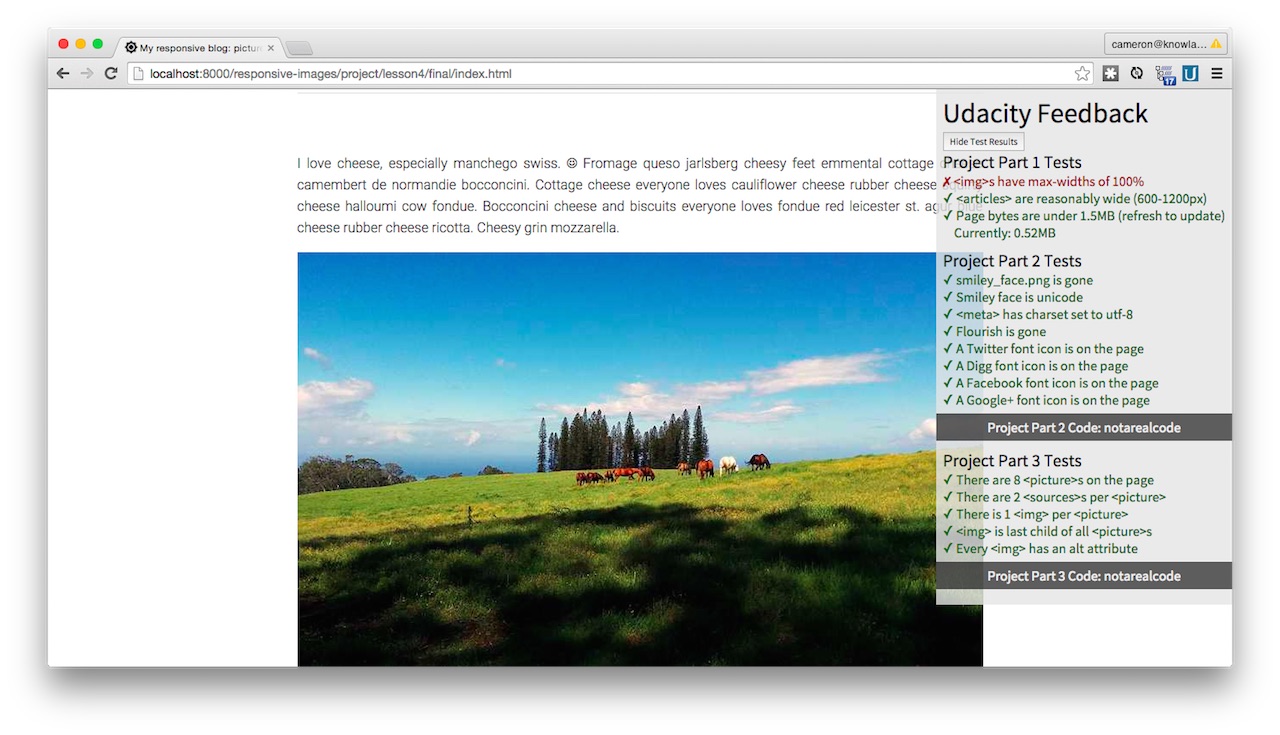 My responsive blog: pictur
cameron@knowla...
localhost:8000/responsive-images/project/lesson4/final/index.html
17
U
I love cheese, especially manchego swiss. ☺ Fromage queso jarlsberg cheesy feet emmental cottage
camembert de normandie bocconcini. Cottage cheese everyone loves cauliflower cheese rubber cheese
cheese halloumi cow fondue. Bocconcini cheese and biscuits everyone loves fondue red leicester st. agur blue
cheese rubber cheese ricotta. Cheesy grin mozzarella.
Udacity Feedback
Hide Test Results
Project Part 1 Tests
✗ <img>s have max-widths of 100%
✓ <articles> are reasonably wide (600-1200px)
✓ Page bytes are under 1.5MB (refresh to update)
Currently: 0.52MB
Project Part 2 Tests
✓ smiley_face.png is gone
✓ Smiley face is unicode
✓ <meta> has charset set to utf-8
✓ Flourish is gone
✓ A Twitter font icon is on the page
✓ A Digg font icon is on the page
✓ A Facebook font icon is on the page
✓ A Google+ font icon is on the page
Project Part 2 Code: notarealcode
Project Part 3 Tests
✓ There are 8 <picture>s on the page
✓ There are 2 <sources>s per <picture>
✓ There is 1 <img> per <picture>
✓ <img> is last child of all <picture>s
✓ Every <img> has an alt attribute
Project Part 3 Code: notarealcode